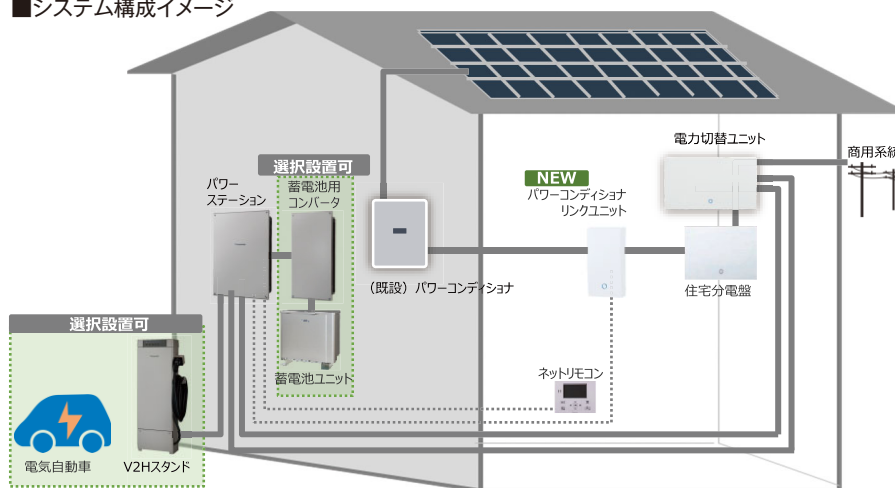 ■システム構成イメージ
電力切替ユニット
商用系統
選択設置可
パワー
ステーション
蓄電池用
コンバータ
NEW
パワーコンディショナ
リンクユニット
(既設)パワーコンディショナ
住宅分電盤
選択設置可
蓄電池ユニット
ネットリモコン
電気自動車
V2Hスタンド